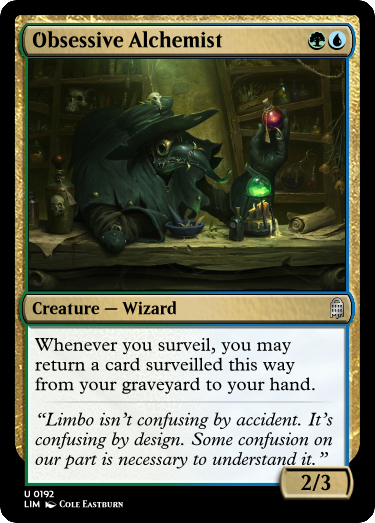 Obsessive Alchemist
Creature — Wizard
Whenever you surveil, you may
return a card surveilled this way
from your graveyard to your hand.
“Limbo isn’t confusing by accident. It’s
confusing by design. Some confusion on
our part is necessary to understand it.”
2/3
U 0192
LIM Cole Eastburn